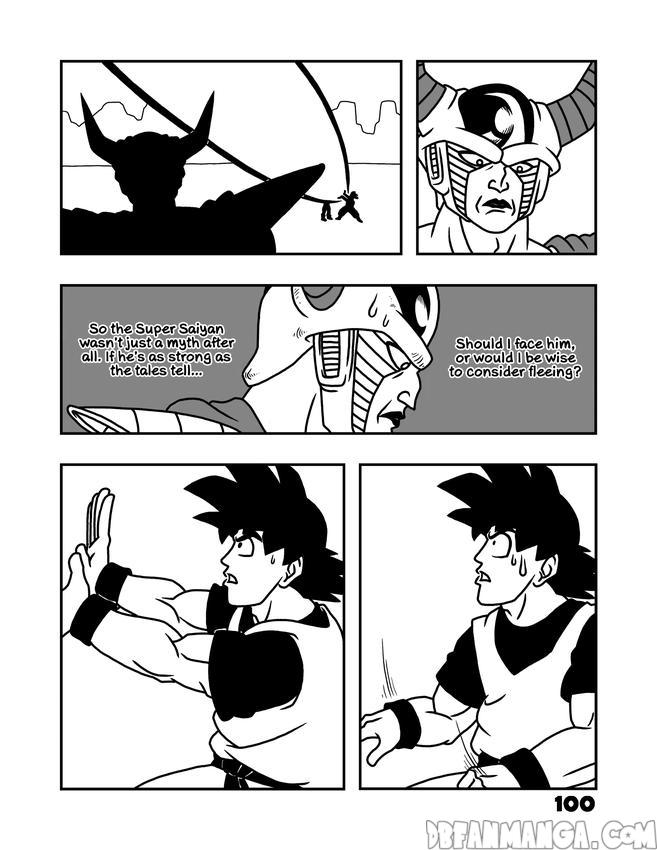 So the Super Saiyan
wasn't just a myth after
all. If he's as strong as
the tales tell...
Should I face him,
or would I be wise
to consider fleeing?
100
DBFANMANGA.COM